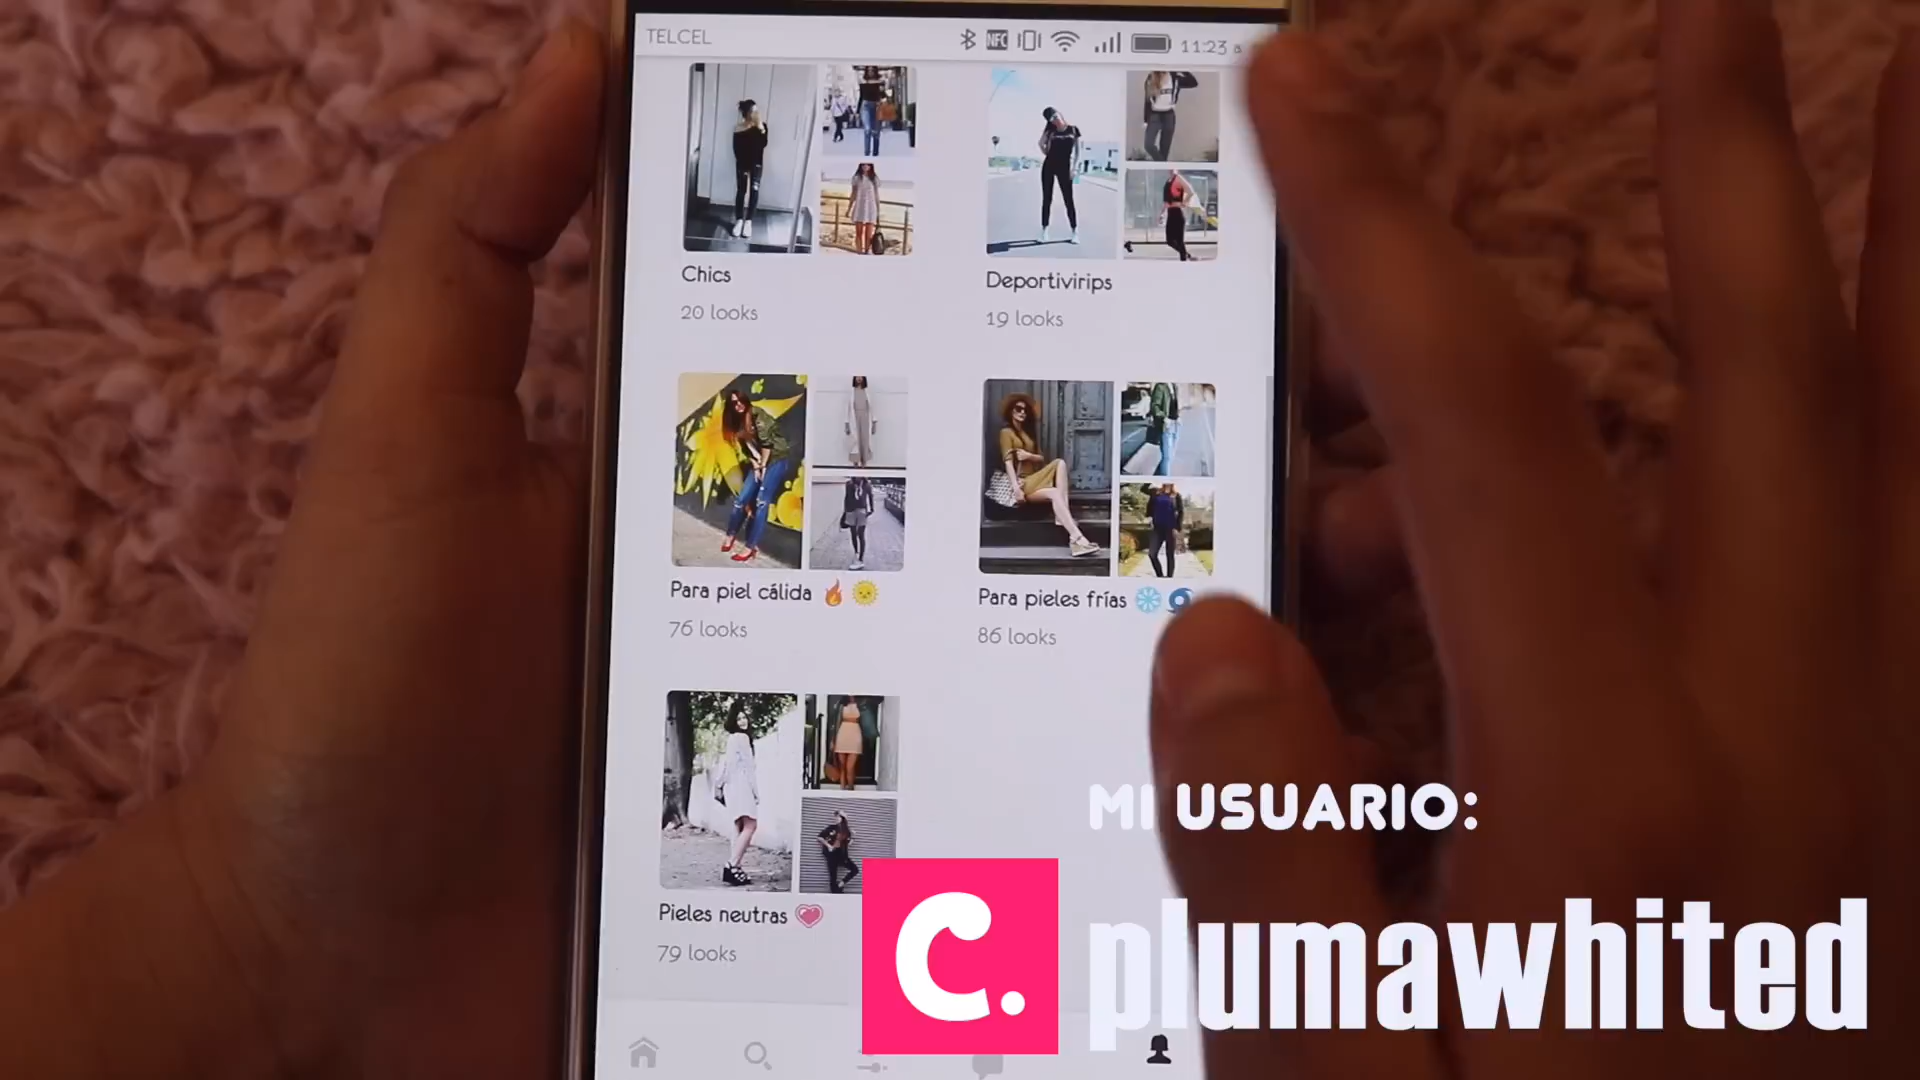 TELCEL
NFC
11:23 a
Chics
20 looks
Deportivirips
19 looks
Para piel cálida 🔥 🌞
76 looks
Para pieles frías ❄️ 🌀
86 looks
Pieles neutras 💗
79 looks
MI USUARIO:
C.
plumawhited